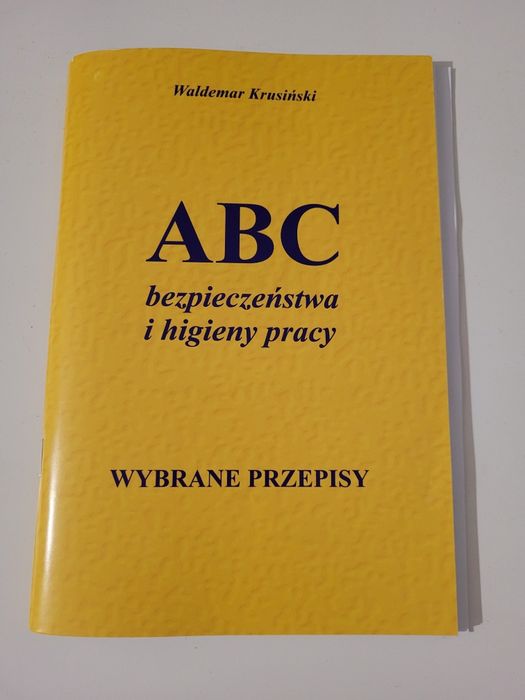 Waldemar Krusiński
ABC
bezpieczeństwa
i higieny pracy
WYBRANE PRZEPISY